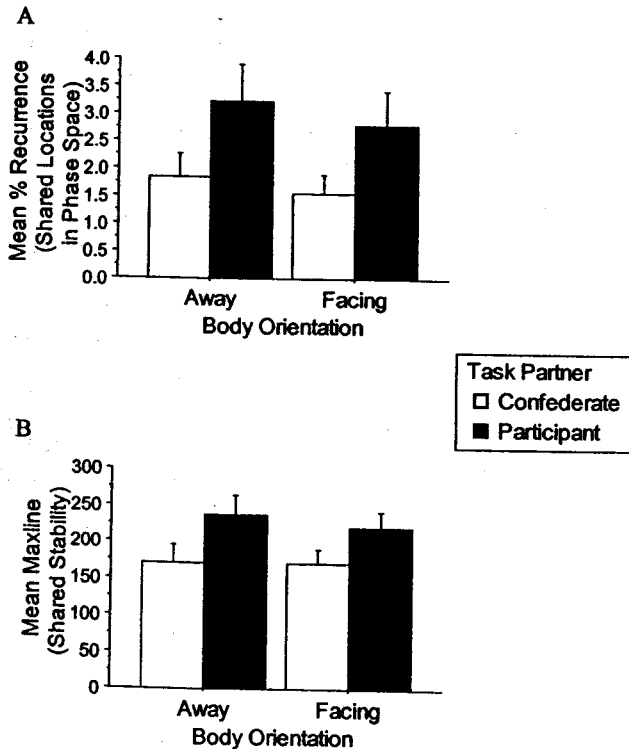 A
Mean % Recurrence
(Shared Locations
in Phase Space)
4.0
3.5
3.0
2.5
2.0
1.5
1.0
0.5
0.0
Away Facing
Body Orientation
Task Partner
Confederate
Participant
B
Mean Maxline
(Shared Stability)
300
250
200
150
100
50
0
Away Facing
Body Orientation